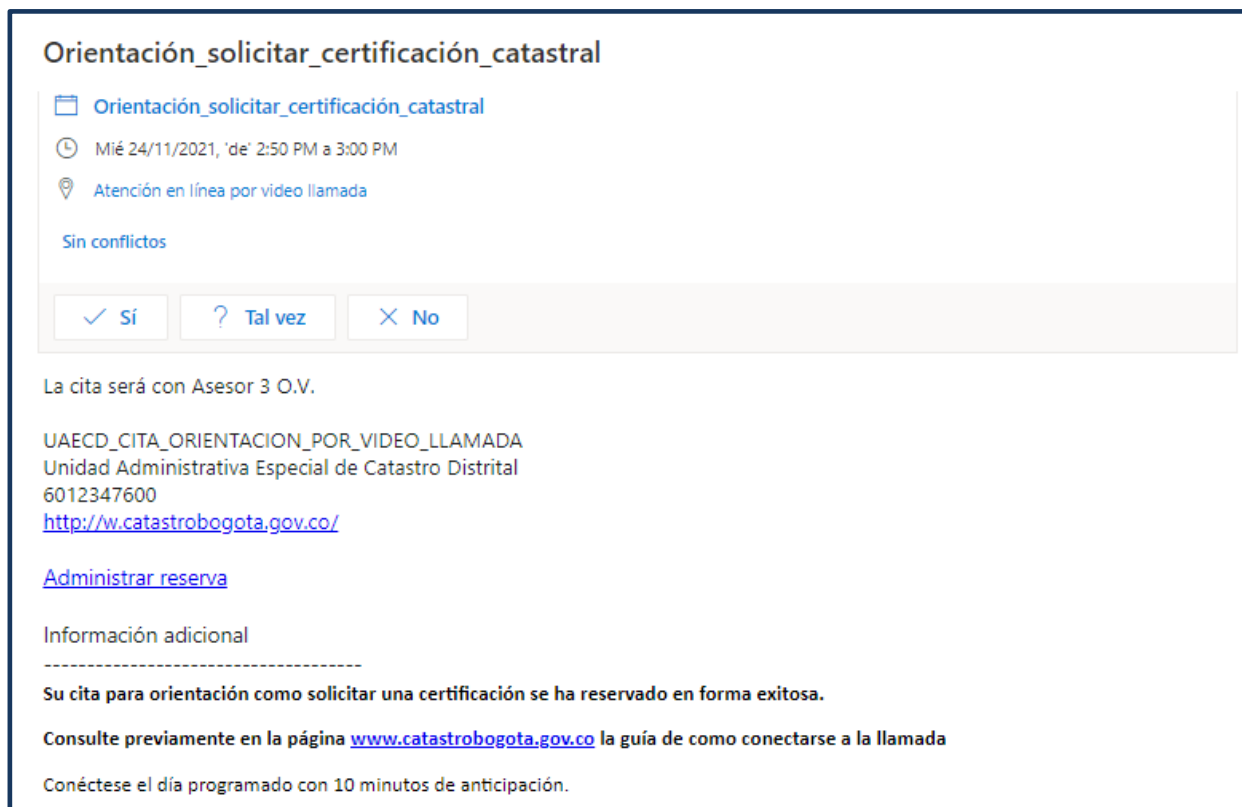 Orientación_solicitar_certificación_catastral
Orientación_solicitar_certificación_catastral
Mié 24/11/2021, 'de' 2:50 PM a 3:00 PM
Atención en línea por video llamada
Sin conflictos
Sí
? Tal vez
No
La cita será con Asesor 3 O.V.
UAECD_CITA_ORIENTACION_POR_VIDEO_LLAMADA
Unidad Administrativa Especial de Catastro Distrital
6012347600
http://w.catastrobogota.gov.co/
Administrar reserva
Información adicional
-------------------------------------
Su cita para orientación como solicitar una certificación se ha reservado en forma exitosa.
Consulte previamente en la página www.catastrobogota.gov.co la guía de como conectarse a la llamada
Conéctese el día programado con 10 minutos de anticipación.